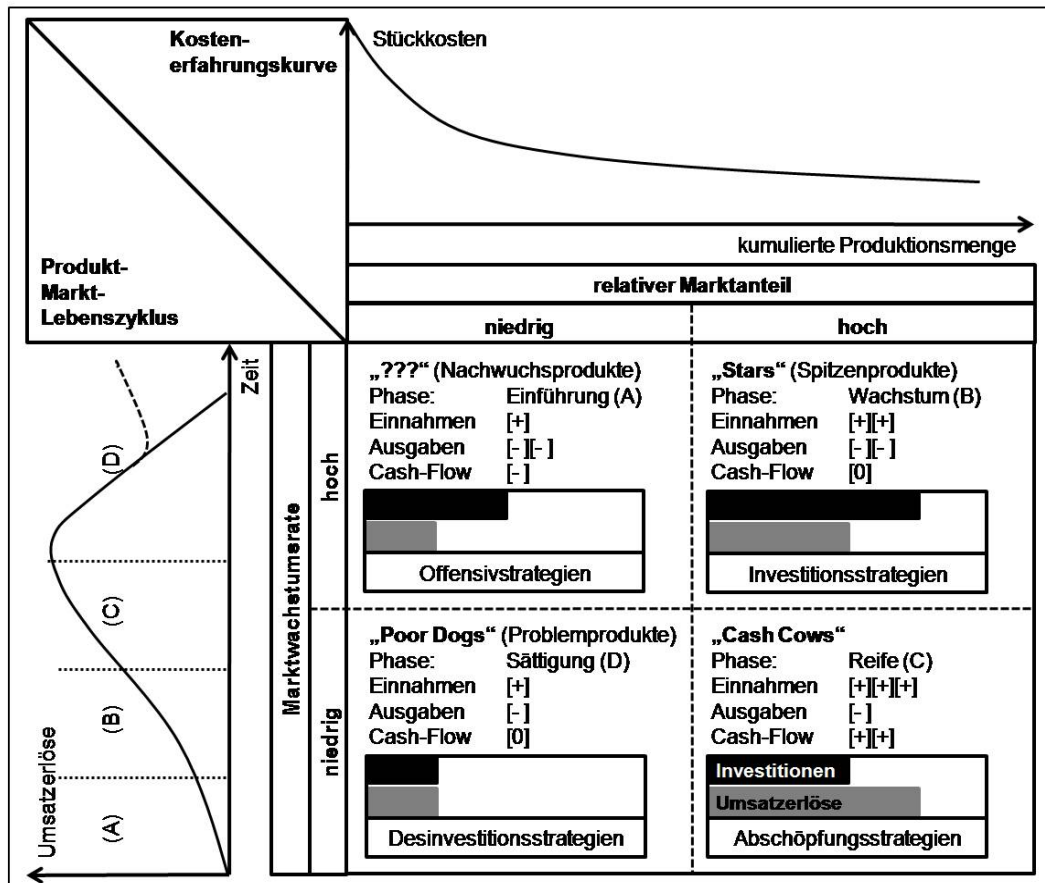 Kosten-
erfahrungskurve
Stückkosten
kumulierte Produktionsmenge
Produkt-
Markt-
Lebenszyklus
relativer Marktanteil
niedrig
hoch
Zeit
Umsatzerlöse
(A)
(B)
(C)
(D)
Marktwachstumsrate
hoch
niedrig
„???“ (Nachwuchsprodukte)
Phase: Einführung (A)
Einnahmen [+]
Ausgaben [-][-]
Cash-Flow [-]
Offensivstrategien
„Stars“ (Spitzenprodukte)
Phase: Wachstum (B)
Einnahmen [+][+]
Ausgaben [-][-]
Cash-Flow [0]
Investitionsstrategien
„Poor Dogs“ (Problemprodukte)
Phase: Sättigung (D)
Einnahmen [+]
Ausgaben [-]
Cash-Flow [0]
Desinvestitionsstrategien
„Cash Cows“
Phase: Reife (C)
Einnahmen [+][+][+]
Ausgaben [-]
Cash-Flow [+][+]
Investitionen
Umsatzerlöse
Abschöpfungsstrategien